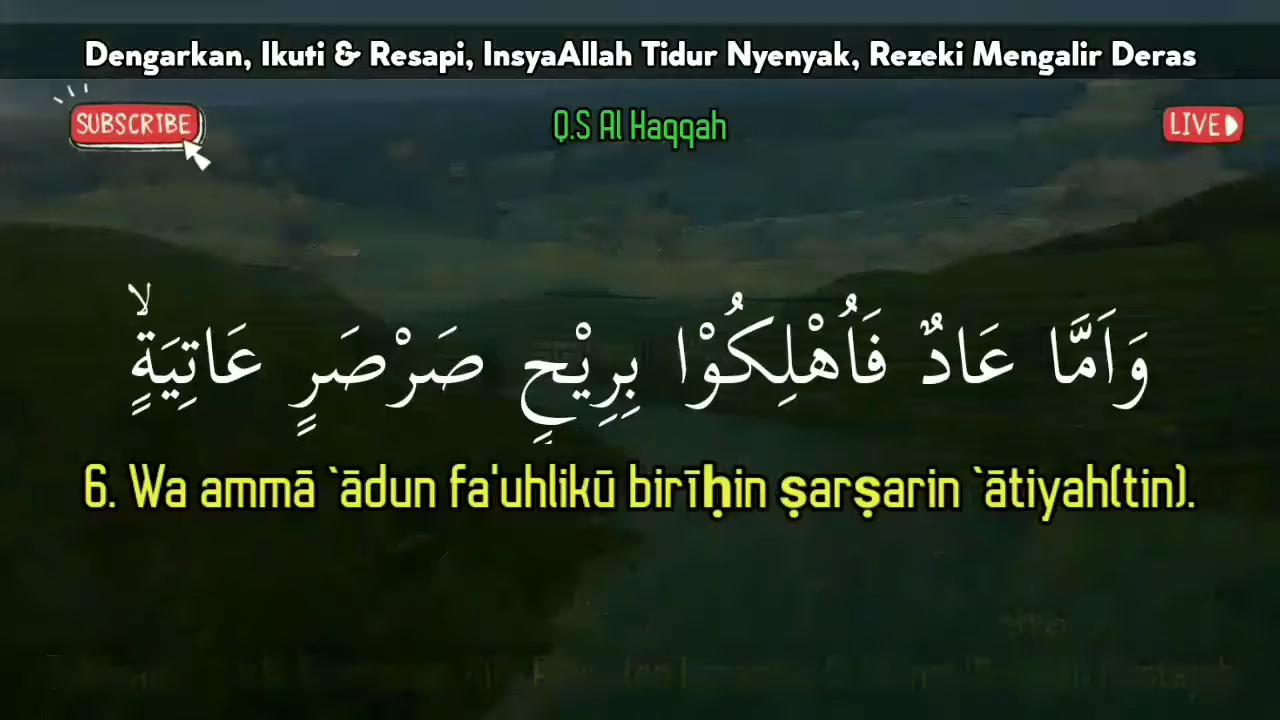 Dengarkan, Ikuti & Resapi, InsyaAllah Tidur Nyenyak, Rezeki Mengalir Deras
SUBSCRIBE
Q.S Al Haqqah
LIVE
وَاَمَّا عَادٌ فَاُهْلِكُوْا بِرِيْحٍ صَرْصَرٍ عَاتِيَةٍۙ
6. Wa ammā `ādun fa'uhlikū birīḥin ṣarṣarin `ātiyah(tin).